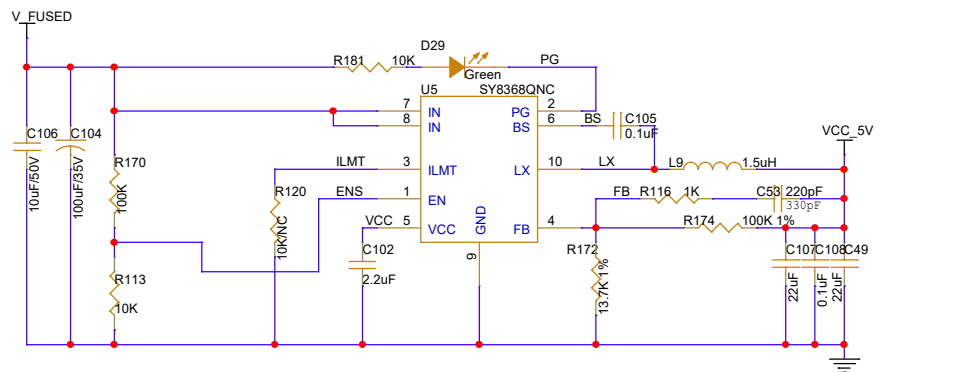 V_FUSED
D29
R181
10K
Green
PG
U5
SY8368QNC
7
IN
8
IN
PG
2
BS
6
BS
C105
0.1uF
VCC_5V
C106
10uF/50V
C104
100uF/35V
R170
100K
ILMT
3
ILMT
LX
10
LX
L9
1.5uH
R120
10K/NC
ENS
1
EN
FB
R116
1K
C53
220pF
330pF
VCC
5
VCC
GND
9
FB
4
R174
100K 1%
C102
2.2uF
R172
13.7K 1%
C107
22uF
C108
0.1uF
C49
22uF
R113
10K